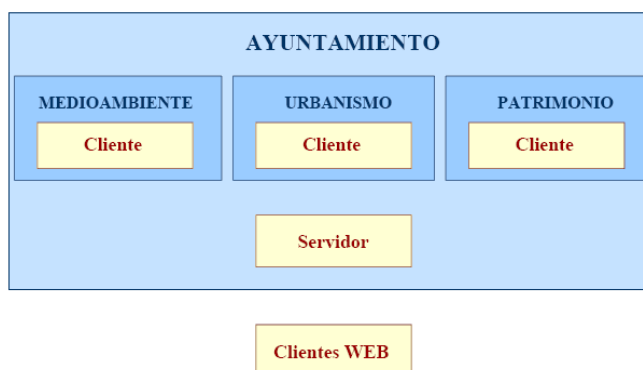 AYUNTAMIENTO
MEDIOAMBIENTE
URBANISMO
PATRIMONIO
Cliente
Cliente
Cliente
Servidor
Clientes WEB